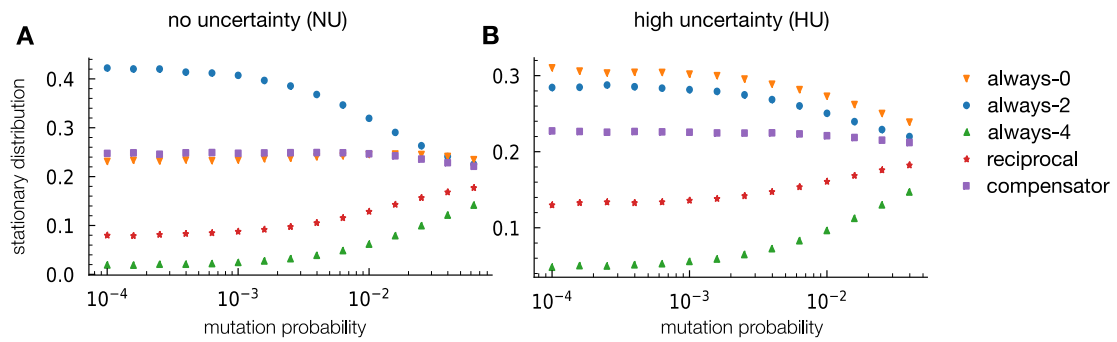 no uncertainty (NU)
high uncertainty (HU)
A
B
stationary distribution
0.4
0.3
0.2
0.1
0.0
10⁻⁴
10⁻³
10⁻²
mutation probability
0.3
0.2
0.1
10⁻⁴
10⁻³
10⁻²
mutation probability
always-0
always-2
always-4
reciprocal
compensator